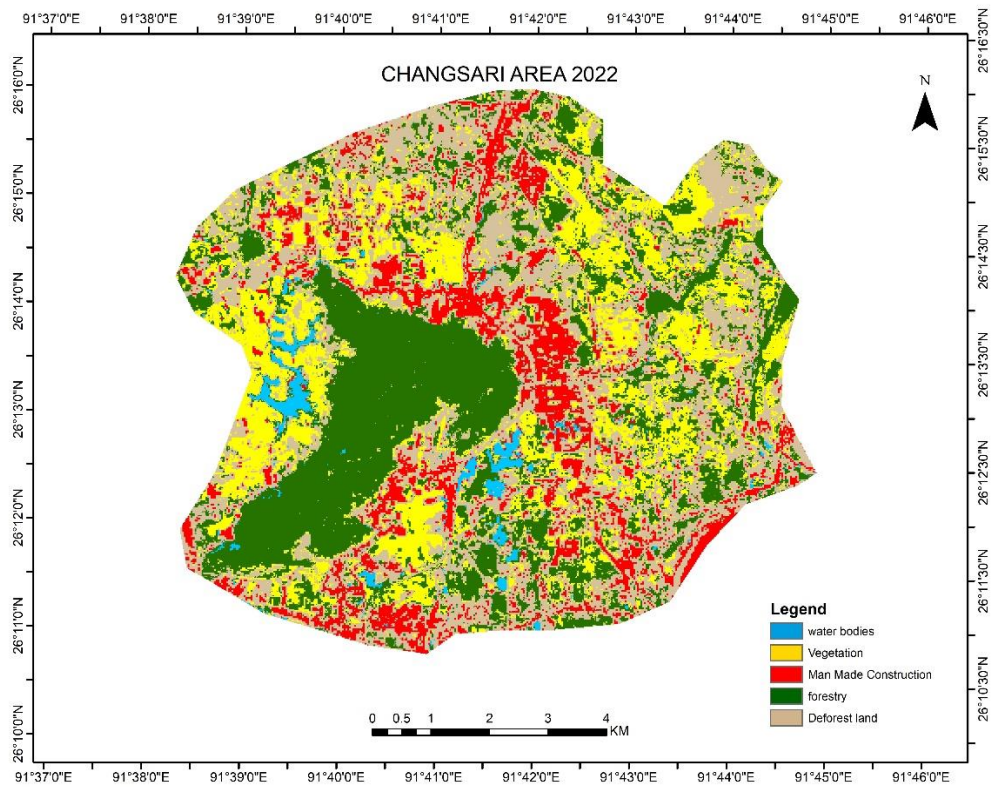 91°37'0"E 91°38'0"E 91°39'0"E 91°40'0"E 91°41'0"E 91°42'0"E 91°43'0"E 91°44'0"E 91°45'0"E 91°46'0"E
CHANGSARI AREA 2022
N
26°16'0"N
26°15'0"N
26°14'0"N
26°13'0"N
26°12'0"N
26°11'0"N
26°10'0"N
26°16'30"N
26°15'30"N
26°14'30"N
26°13'30"N
26°12'30"N
26°11'30"N
26°10'30"N
Legend
water bodies
Vegetation
Man Made Construction
forestry
Deforest land
0 0.5 1 2 3 4
KM
91°37'0"E 91°38'0"E 91°39'0"E 91°40'0"E 91°41'0"E 91°42'0"E 91°43'0"E 91°44'0"E 91°45'0"E 91°46'0"E